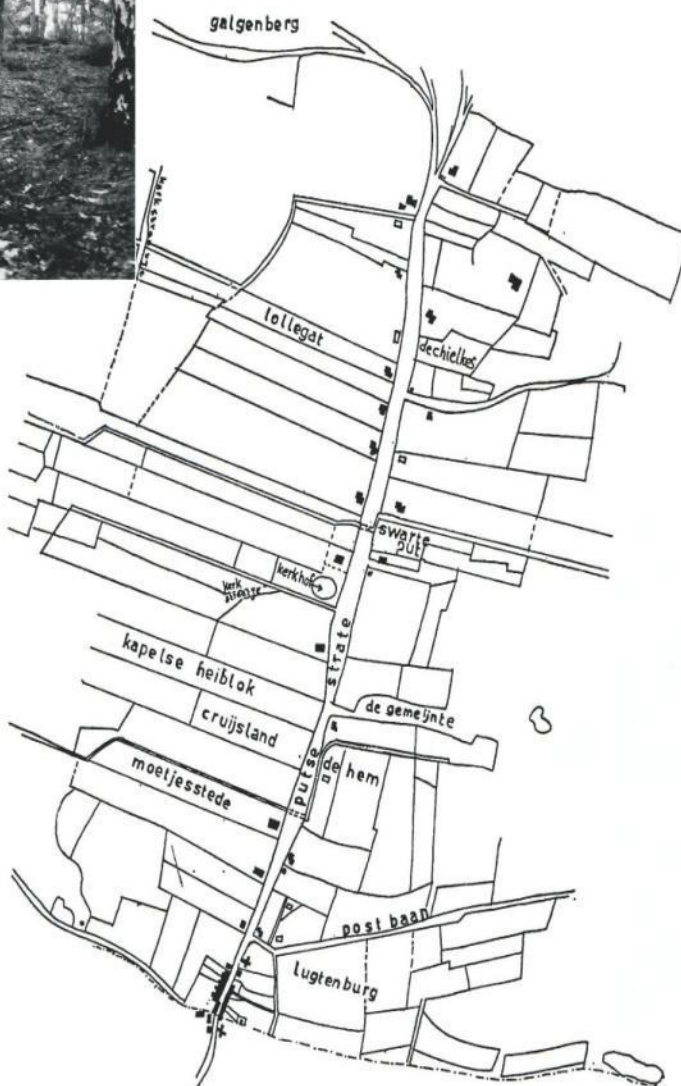 galgenberg
lollegat
dechielkes
swarte
put
kerkhof
kerk
strate
kapelse heiblok
de gemeijnte
cruijsland
putse
de hem
moetjesstede
post baan
lugtenburg